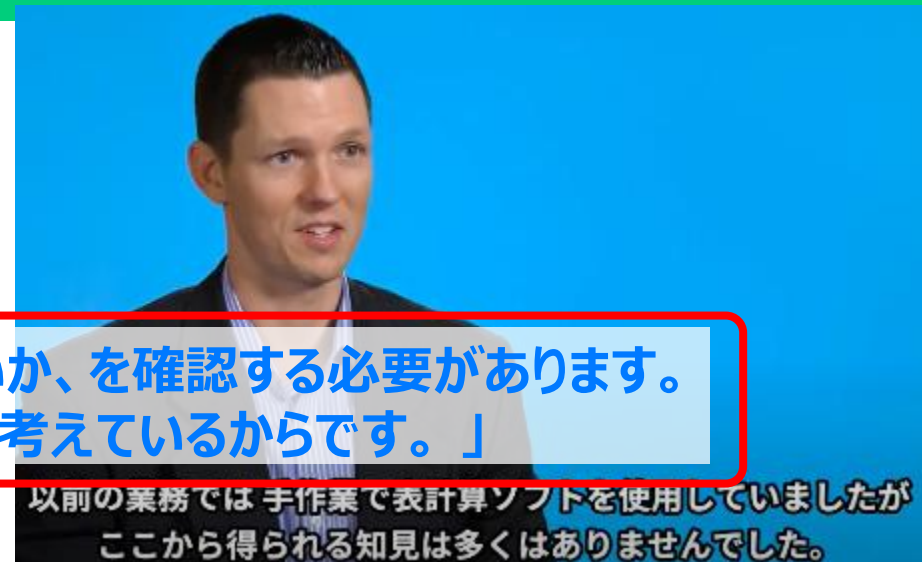 いか、を確認する必要があります。
考えているからです。」
以前の業務では 手作業で表計算ソフトを使用していましたが
ここから得られる知見は多くはありませんでした。